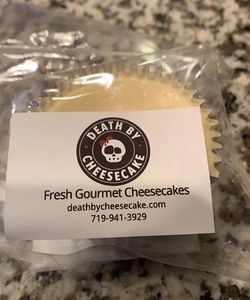 DEATH BY
CHEESECAKE
Fresh Gourmet Cheesecakes
deathbycheesecake.com
719-941-3929